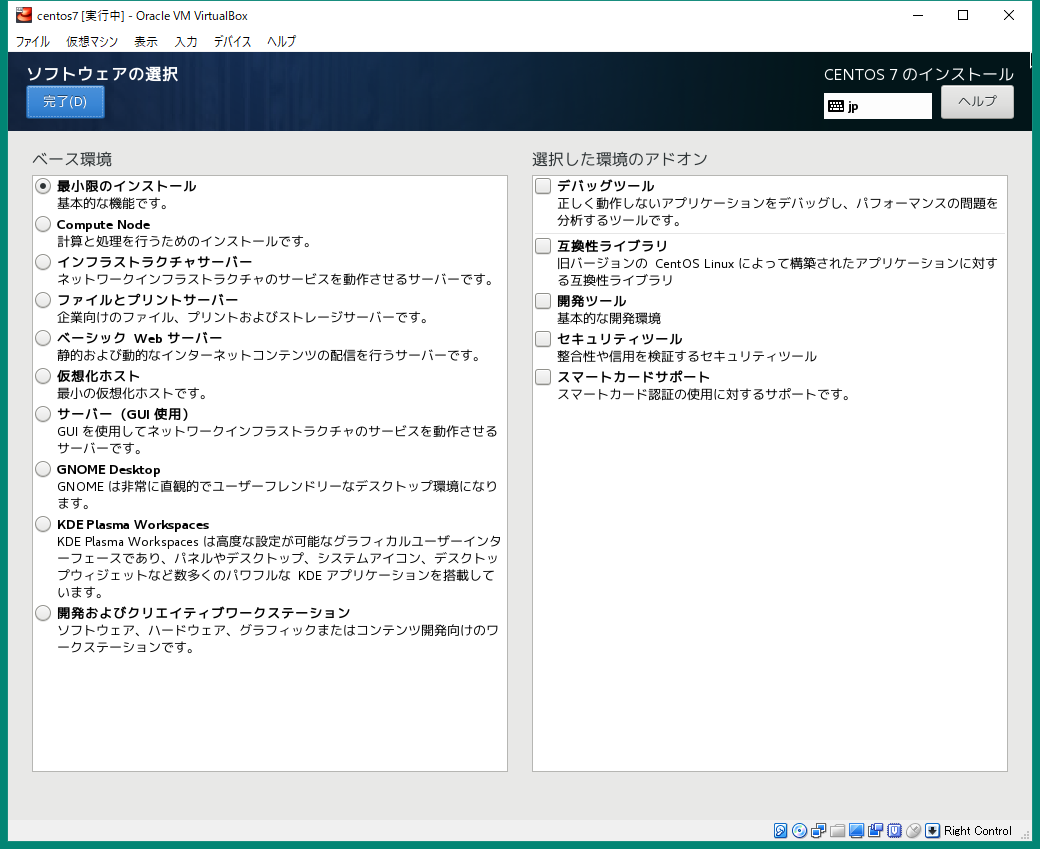 centos7 [実行中] - Oracle VM VirtualBox
ファイル 仮想マシン 表示 入力 デバイス ヘルプ
ソフトウェアの選択
CENTOS 7 のインストール
完了(D)
jp
ヘルプ
ベース環境
最小限のインストール
基本的な機能です。
Compute Node
計算と処理を行うためのインストールです。
インフラストラクチャサーバー
ネットワークインフラストラクチャのサービスを動作させるサーバーです。
ファイルとプリントサーバー
企業向けのファイル、プリントおよびストレージサーバーです。
ベーシック Web サーバー
静的および動的なインターネットコンテンツの配信を行うサーバーです。
仮想化ホスト
最小の仮想化ホストです。
サーバー（GUI 使用）
GUI を使用してネットワークインフラストラクチャのサービスを動作させる
サーバーです。
GNOME Desktop
GNOME は非常に直観的でユーザーフレンドリーなデスクトップ環境になり
ます。
KDE Plasma Workspaces
KDE Plasma Workspaces は高度な設定が可能なグラフィカルユーザーインタ
ーフェースであり、パネルやデスクトップ、システムアイコン、デスクトッ
プウィジェットなど数多くのパワフルな KDE アプリケーションを搭載して
います。
開発およびクリエイティブワークステーション
ソフトウェア、ハードウェア、グラフィックまたはコンテンツ開発向けのワ
ークステーションです。
選択した環境のアドオン
デバッグツール
正しく動作しないアプリケーションをデバッグし、パフォーマンスの問題を
分析するツールです。
互換性ライブラリ
旧バージョンの CentOS Linux によって構築されたアプリケーションに対す
る互換性ライブラリ
開発ツール
基本的な開発環境
セキュリティツール
整合性や信用を検証するセキュリティツール
スマートカードサポート
スマートカード認証の使用に対するサポートです。
Right Control